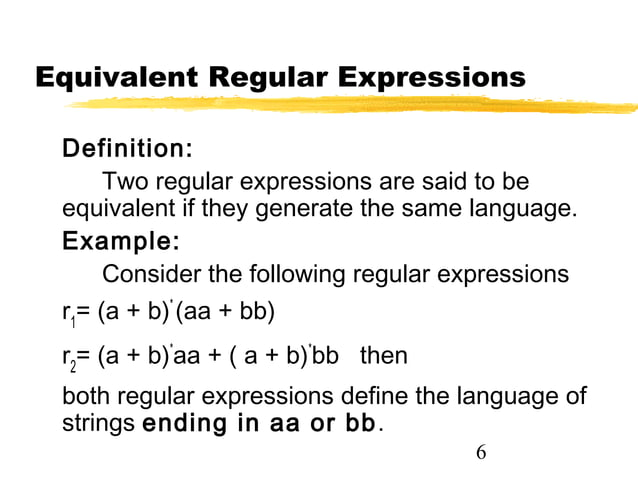 Equivalent Regular Expressions
Definition:
Two regular expressions are said to be
equivalent if they generate the same language.
Example:
Consider the following regular expressions
r₁= (a + b)*(aa + bb)
r₂= (a + b)*aa + ( a + b)*bb then
both regular expressions define the language of
strings ending in aa or bb.
6